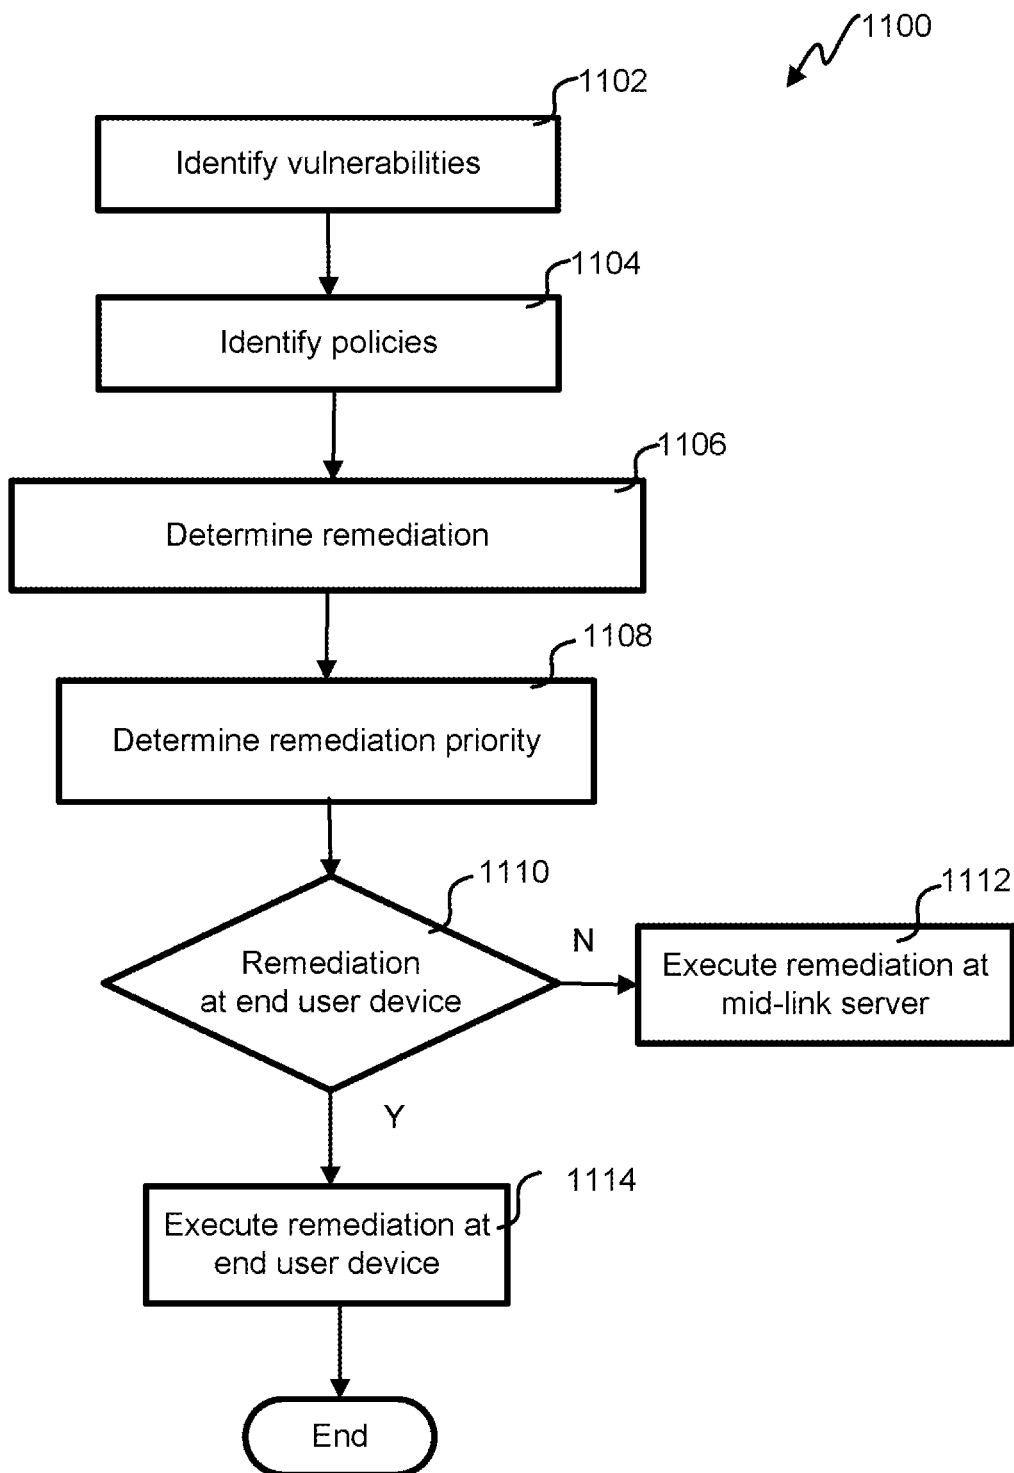 1100
1102
Identify vulnerabilities
1104
Identify policies
1106
Determine remediation
1108
Determine remediation priority
1110
Remediation
at end user device
N
1112
Execute remediation at
mid-link server
Y
1114
Execute remediation at
end user device
End